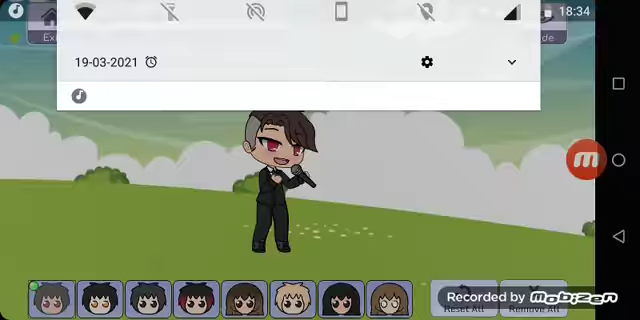 18:34
19-03-2021
Reset All
Remove All
Recorded by Mobizen